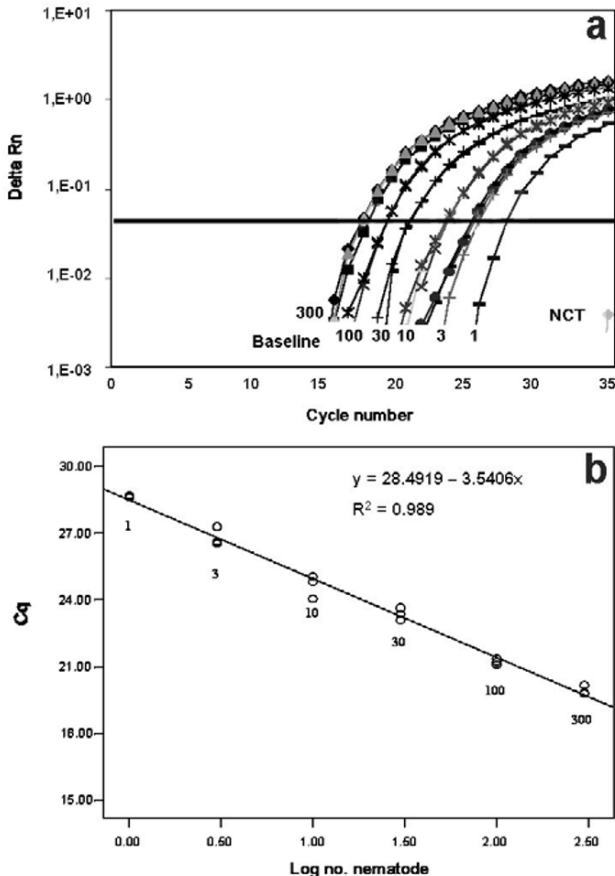 a
1,E+01
1,E+00
1,E-01
1,E-02
1,E-03
Delta Rn
300
100
30
10
3
1
NCT
Baseline
0
5
10
15
20
25
30
35
Cycle number
b
30.00
27.00
24.00
21.00
18.00
15.00
Cq
y = 28.4919 – 3.5406x
R² = 0.989
1
3
10
30
100
300
0.00
0.50
1.00
1.50
2.00
2.50
Log no. nematode